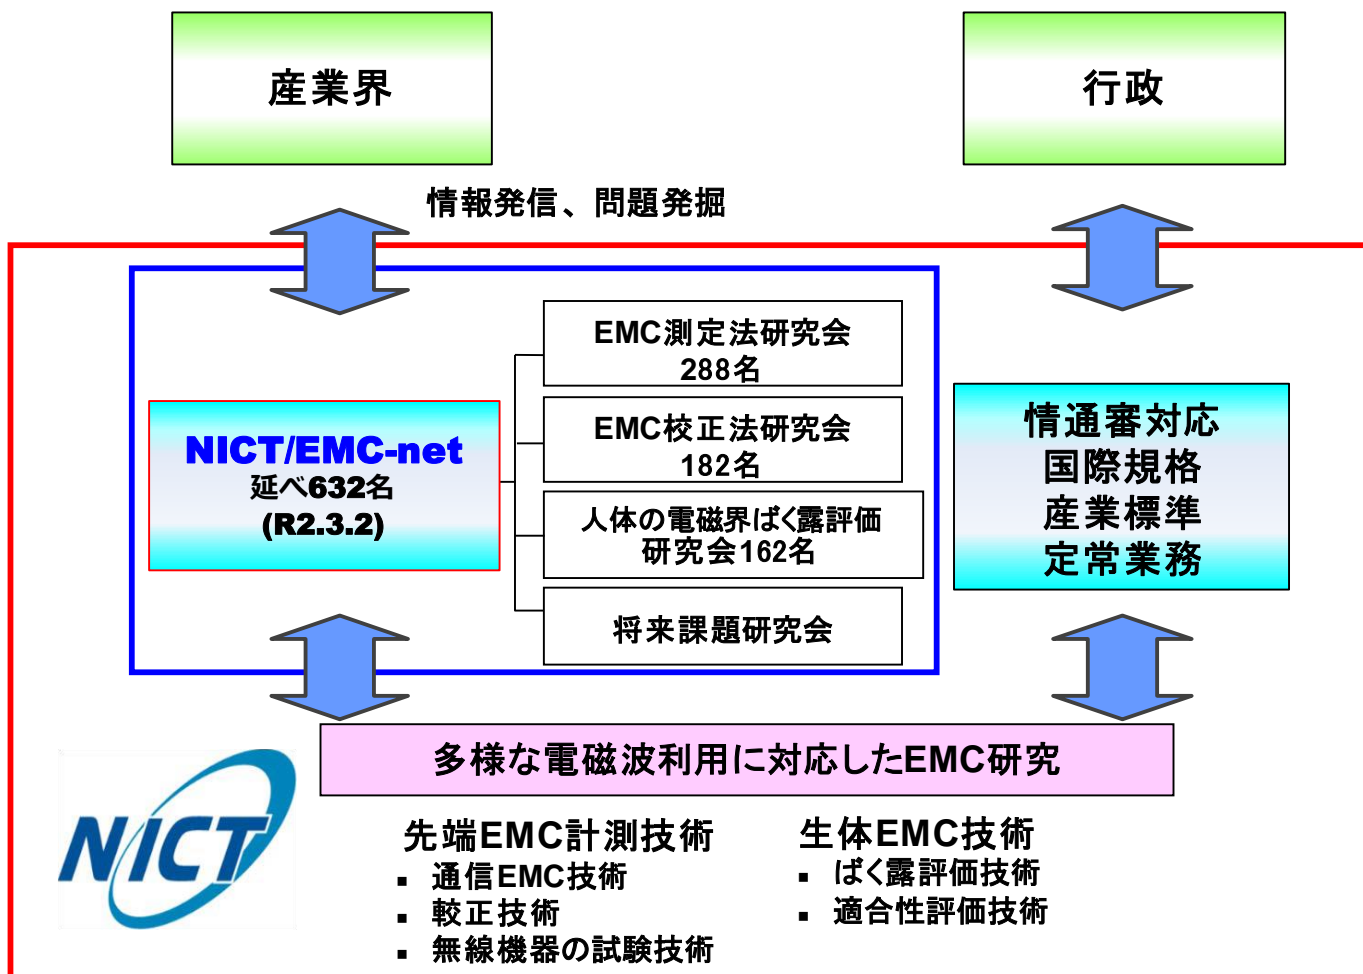 産業界
行政
情報発信、問題発掘
EMC測定法研究会
288名
EMC校正法研究会
182名
人体の電磁界ばく露評価
研究会162名
将来課題研究会
NICT/EMC-net
延べ632名
(R2.3.2)
情通審対応
国際規格
産業標準
定常業務
多様な電磁波利用に対応したEMC研究
NICT
先端EMC計測技術
▪ 通信EMC技術
▪ 較正技術
▪ 無線機器の試験技術
生体EMC技術
▪ ばく露評価技術
▪ 適合性評価技術